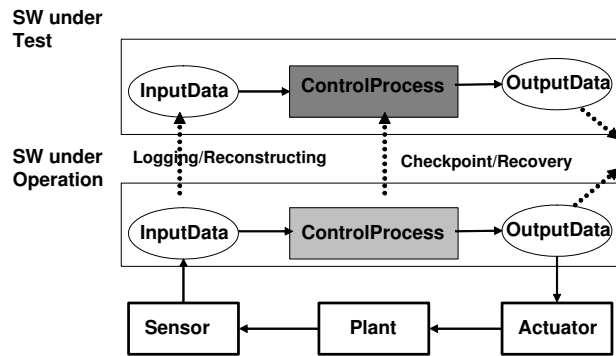 SW under
Test
InputData
ControlProcess
OutputData
Logging/Reconstructing
Checkpoint/Recovery
SW under
Operation
InputData
ControlProcess
OutputData
Sensor
Plant
Actuator